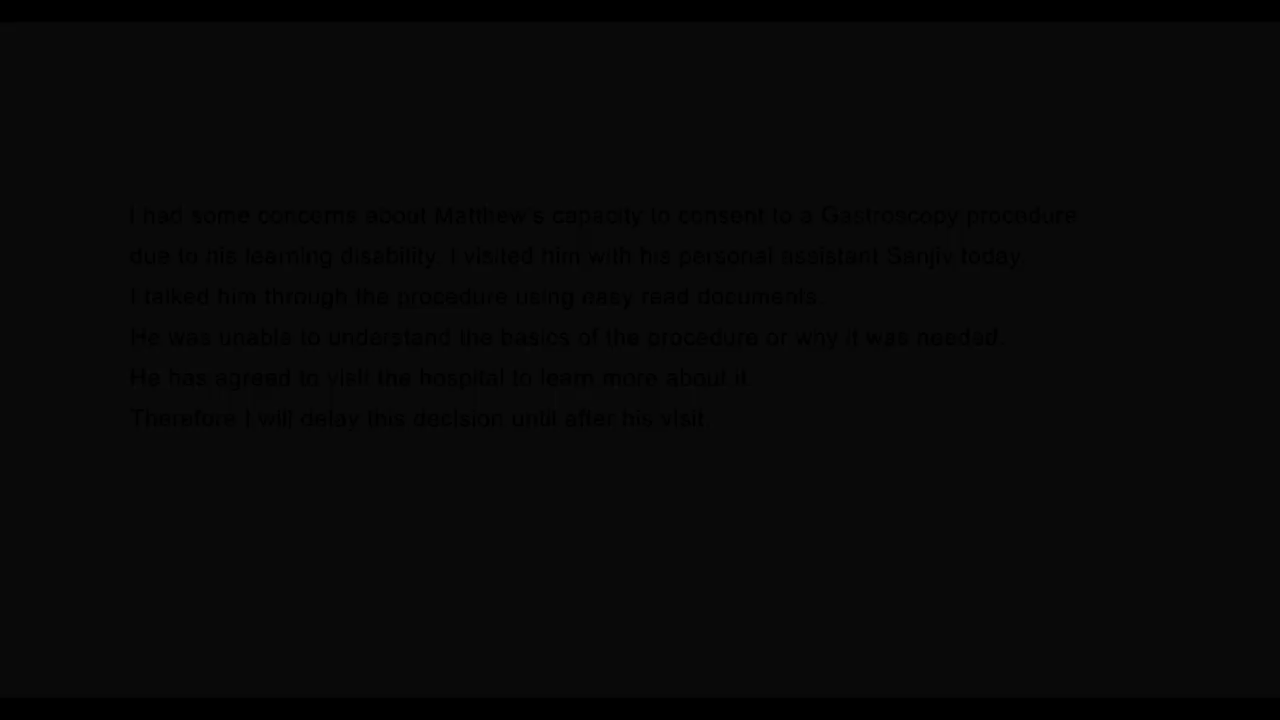 I had some concerns about Matthew's capacity to consent to a Gastroscopy procedure
due to his learning disability. I visited him with his personal assistant Sanjiv today.
I talked him through the procedure using easy read documents.
He was unable to understand the basics of the procedure or why it was needed.
He has agreed to visit the hospital to learn more about it.
Therefore I will delay this decision until after his visit.